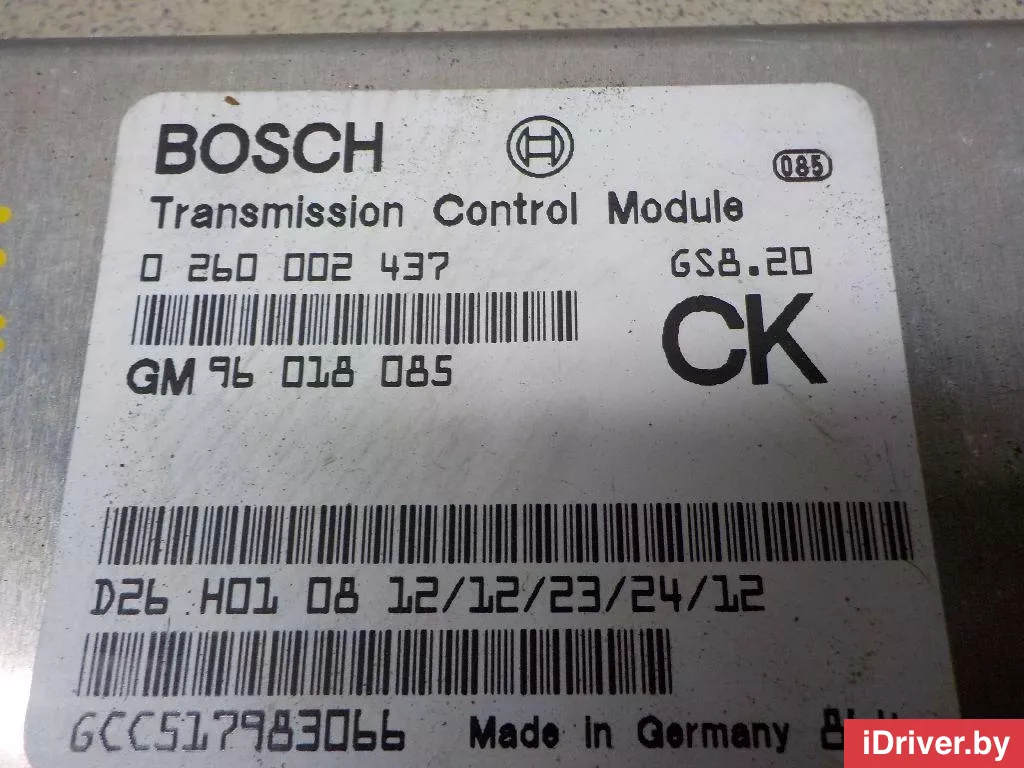 BOSCH
085
Transmission Control Module
0 260 002 437 GS8.20
CK
GM 96 018 085
D26 H01 08 12/12/23/24/12
GCC517983066 Made in Germany
iDriver.by